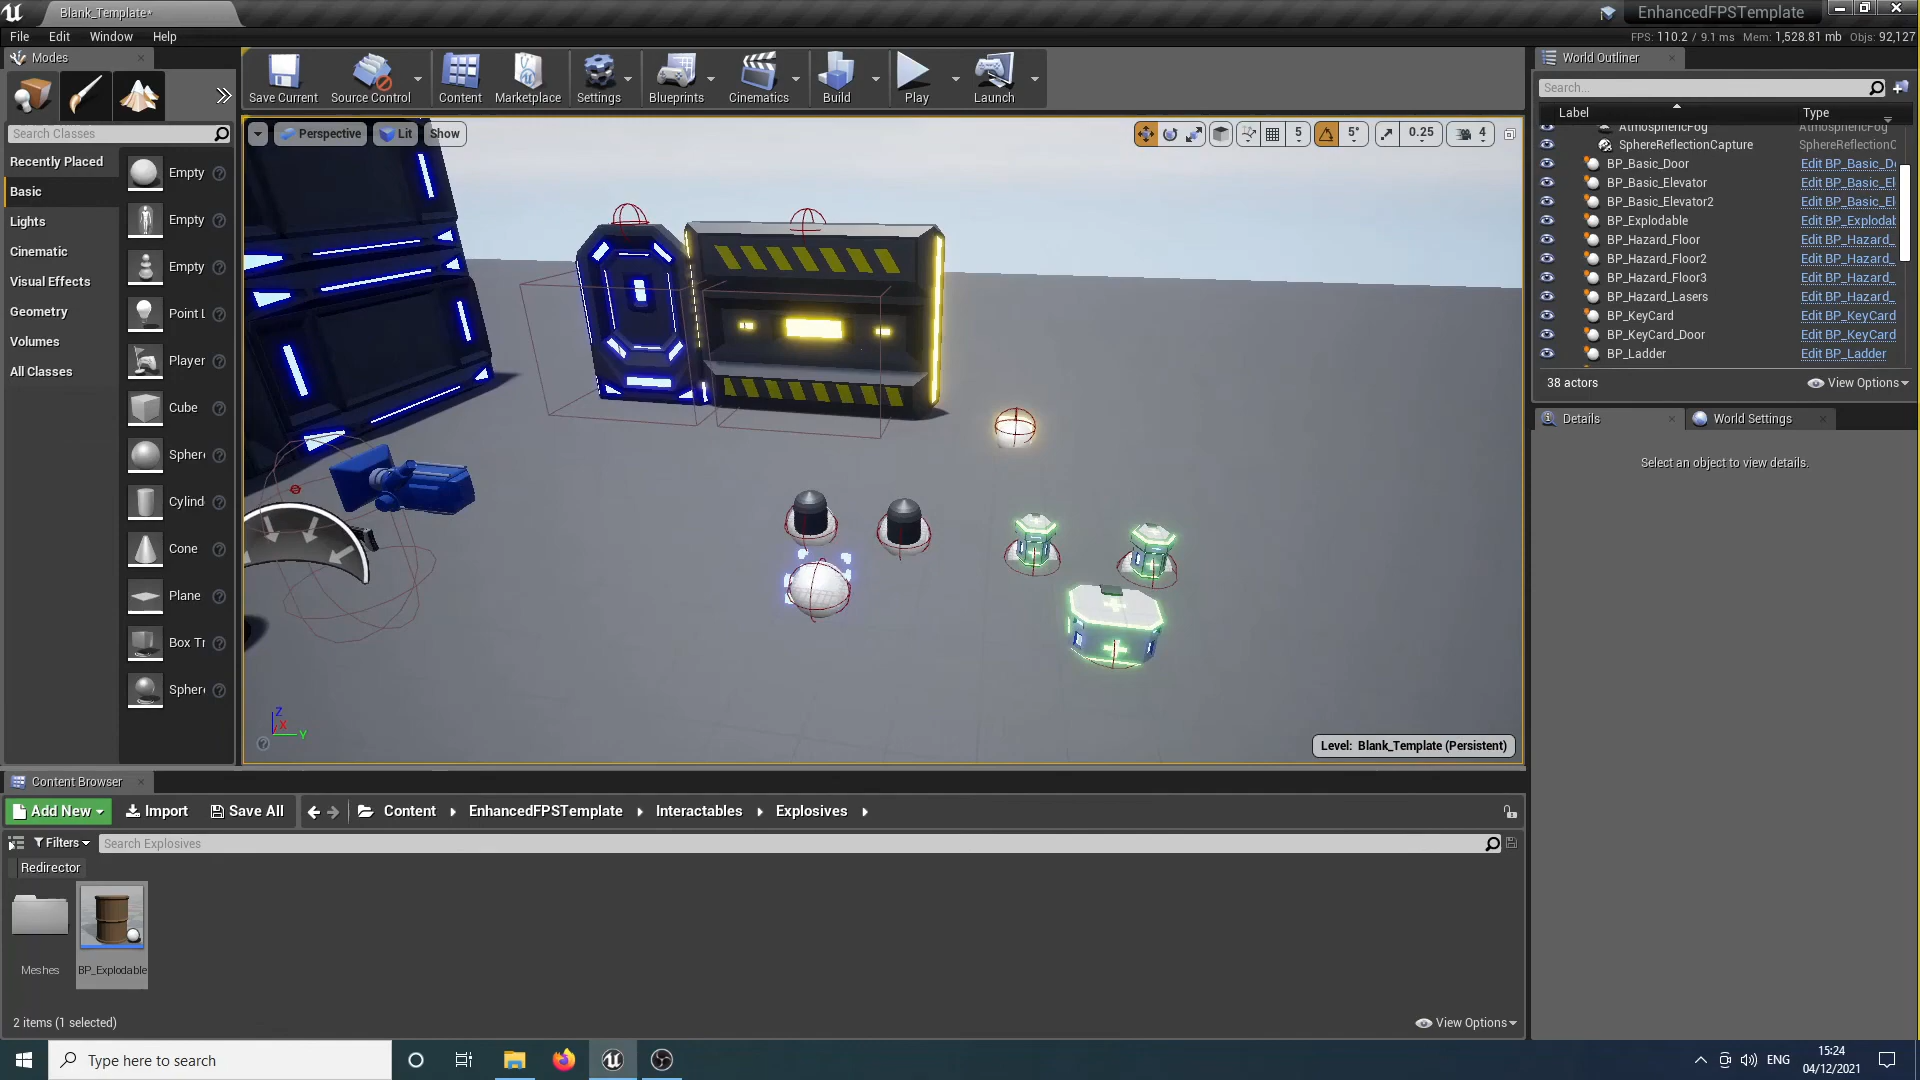 Blank_Template*
EnhancedFPSTemplate
File Edit Window Help
FPS: 110.2 / 9.1 ms Mem: 1,528.81 mb Objs: 92,127
Modes
Search Classes
Recently Placed
Basic
Lights
Cinematic
Visual Effects
Geometry
Volumes
All Classes
Empty
Empty
Empty
Point L
Player
Cube
Sphere
Cylind
Cone
Plane
Box Tr
Sphere
Save Current
Source Control
Content
Marketplace
Settings
Blueprints
Cinematics
Build
Play
Launch
Perspective
Lit
Show
5
5°
0.25
4
Z
X
Y
Level: Blank_Template (Persistent)
World Outliner
Search...
Label Type
AtmosphericFog AtmosphericFog
SphereReflectionCapture SphereReflectionC
BP_Basic_Door Edit BP_Basic_D
BP_Basic_Elevator Edit BP_Basic_El
BP_Basic_Elevator2 Edit BP_Basic_El
BP_Explodable Edit BP_Explodab
BP_Hazard_Floor Edit BP_Hazard_
BP_Hazard_Floor2 Edit BP_Hazard_
BP_Hazard_Floor3 Edit BP_Hazard_
BP_Hazard_Lasers Edit BP_Hazard_
BP_KeyCard Edit BP_KeyCard
BP_KeyCard_Door Edit BP_KeyCard
BP_Ladder Edit BP_Ladder
38 actors
View Options
Details
World Settings
Select an object to view details.
Content Browser
Add New Import Save All Content EnhancedFPSTemplate Interactables Explosives
Filters Search Explosives
Redirector
Meshes
BP_Explodable
2 items (1 selected)
View Options
Type here to search
ENG
15:24
04/12/2021